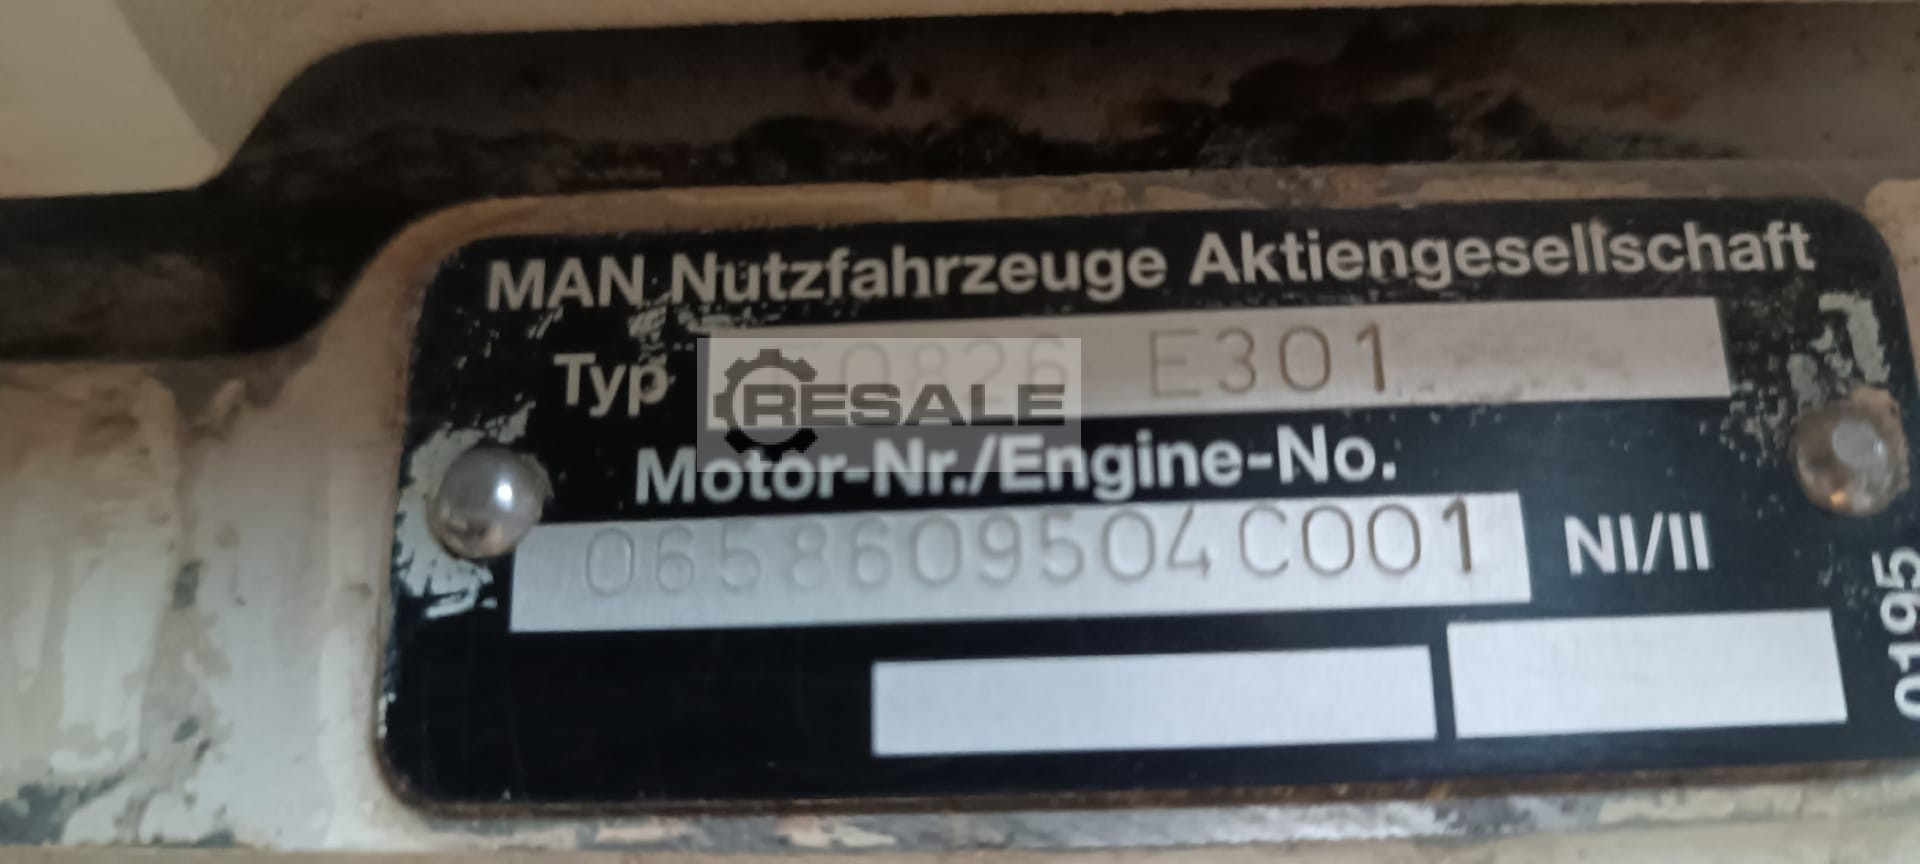 MAN Nutzfahrzeuge Aktiengesellschaft
Typ 0826 E301
RESALE
Motor-Nr./Engine-No.
0658609504C001 NI/II
0195